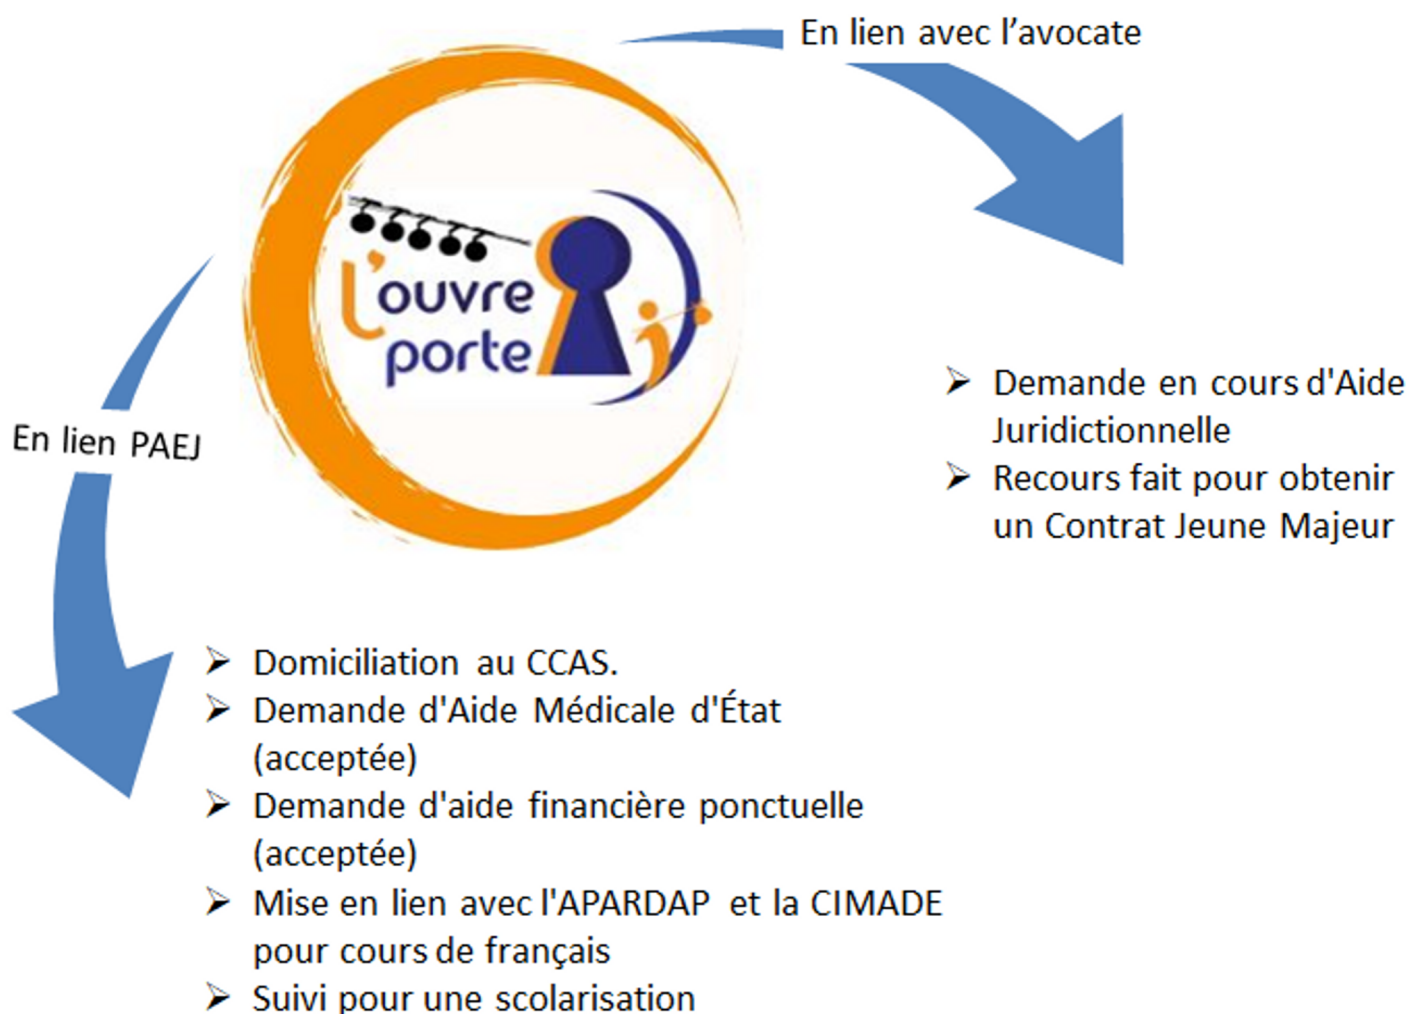 En lien avec l’avocate
l'ouvre
porte
En lien PAEJ
➢ Demande en cours d'Aide
Juridictionnelle
➢ Recours fait pour obtenir
un Contrat Jeune Majeur
➢ Domiciliation au CCAS.
➢ Demande d'Aide Médicale d'État
(acceptée)
➢ Demande d'aide financière ponctuelle
(acceptée)
➢ Mise en lien avec l'APARDAP et la CIMADE
pour cours de français
➢ Suivi pour une scolarisation